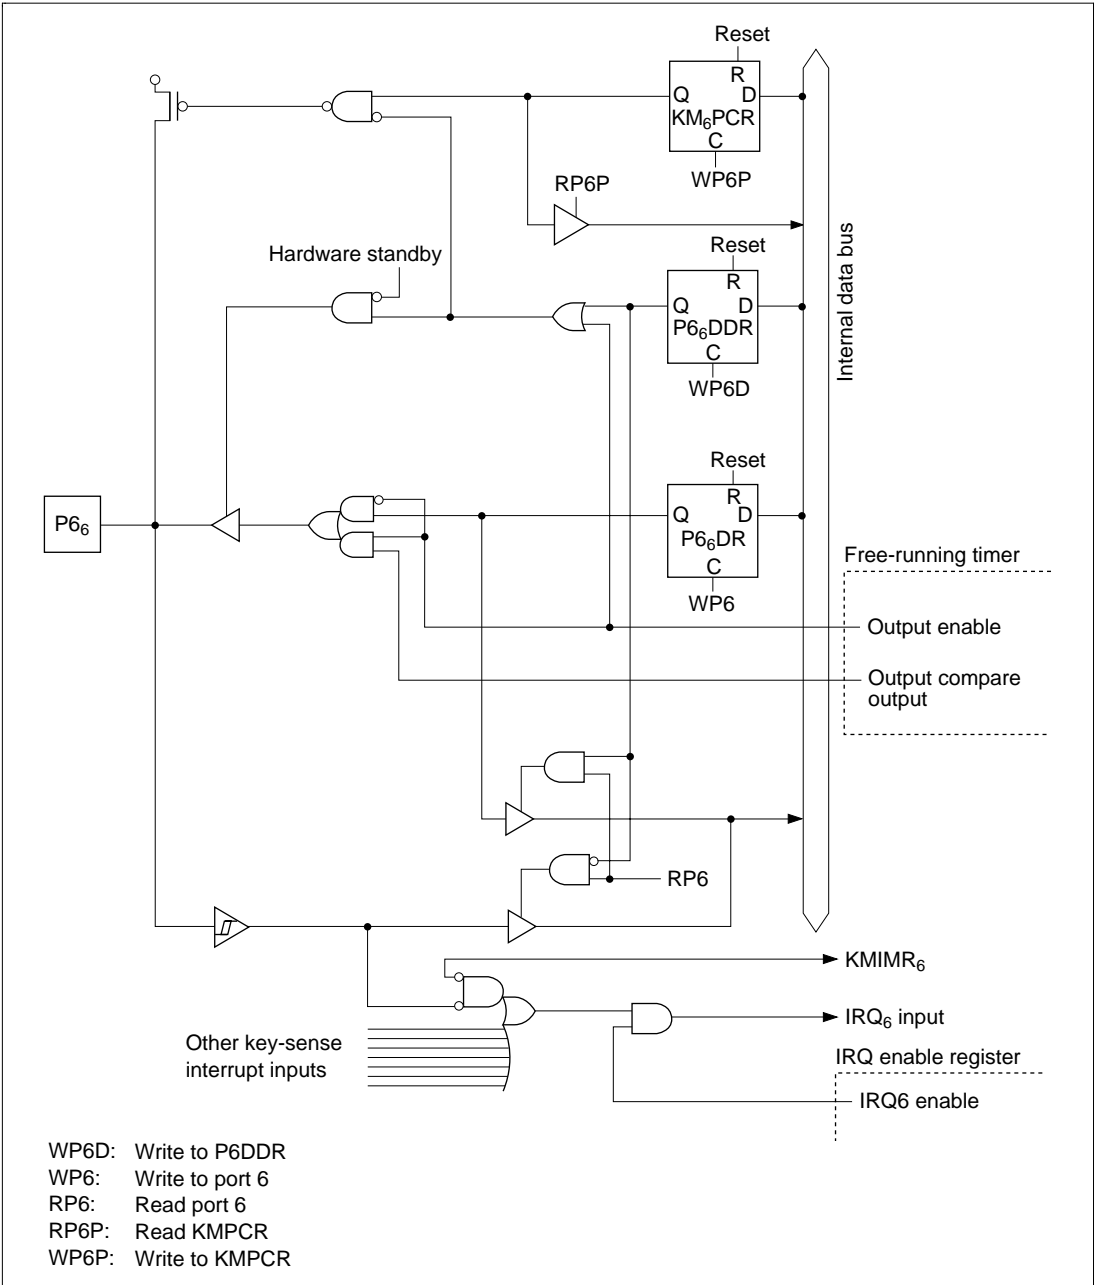 Reset
R
Q D
KM₆PCR
C
WP6P
RP6P
Hardware standby
Reset
R
Q D
P6₆DDR
C
WP6D
Internal data bus
Reset
R
Q D
P6₆DR
C
WP6
P6₆
Free-running timer
Output enable
Output compare
output
RP6
KMIMR₆
IRQ₆ input
Other key-sense
interrupt inputs
IRQ enable register
IRQ6 enable
WP6D: Write to P6DDR
WP6: Write to port 6
RP6: Read port 6
RP6P: Read KMPCR
WP6P: Write to KMPCR